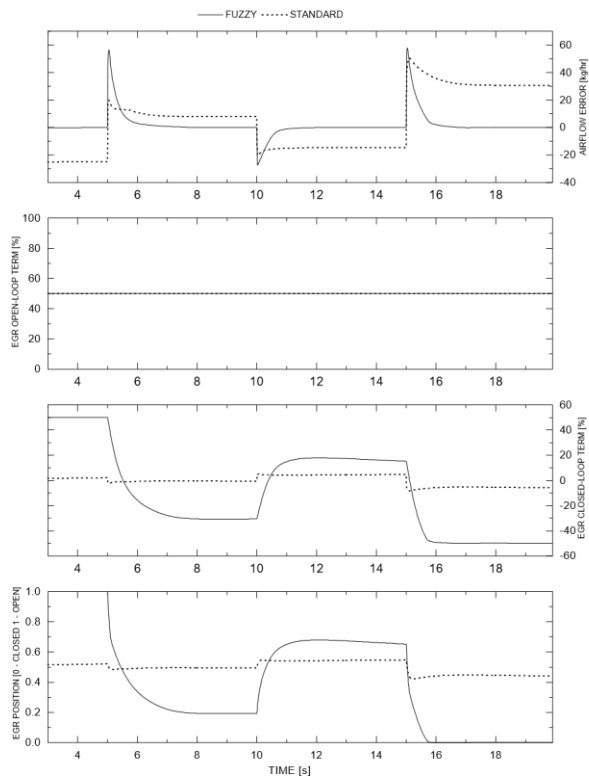 FUZZY STANDARD
60
40
20
0
-20
-40
AIRFLOW ERROR [kg/hr]
4 6 8 10 12 14 16 18
100
80
60
40
20
0
EGR OPEN-LOOP TERM [%]
4 6 8 10 12 14 16 18
60
40
20
0
-20
-40
-60
EGR CLOSED-LOOP TERM [%]
4 6 8 10 12 14 16 18
1.0
0.8
0.6
0.4
0.2
0.0
EGR POSITION [0 - CLOSED 1 - OPEN]
4 6 8 10 12 14 16 18
TIME [s]